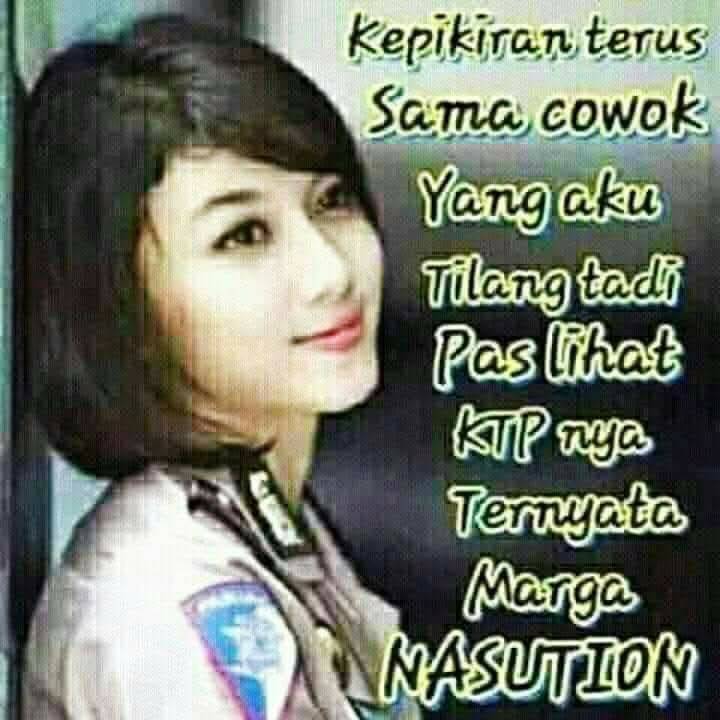 Kepikiran terus
Sama cowok
Yang aku
Tilang tadi
Pas lihat
KTP nya
Ternyata
Marga
NASUTION